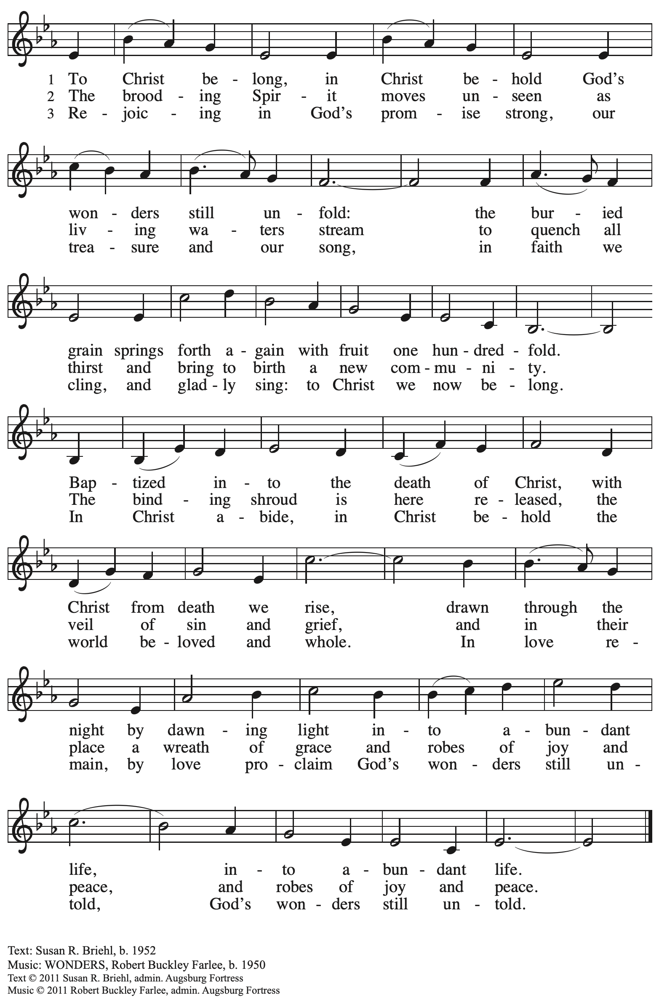 1 To Christ be - long, in Christ be - hold God’s
2 The brood - ing Spir - it moves un - seen as
3 Re - joic - ing in God’s prom - ise strong, our
won - ders still un - fold: the bur - ied
liv - ing wa - ters stream to quench all
trea - sure and our song, in faith we
grain springs forth a - gain with fruit one hun - dred - fold.
thirst and bring to birth a new com - mu - ni - ty.
cling, and glad - ly sing: to Christ we now be - long.
Bap - tized in - to the death of Christ, with
The bind - ing shroud is here re - leased, the
In Christ a - bide, in Christ be - hold the
Christ from death we rise, drawn through the
veil of sin and grief, and in their
world be - loved and whole. In love re -
night by dawn - ing light in - to a - bun - dant
place a wreath of grace and robes of joy and
main, by love pro - claim God’s won - ders still un -
life, in - to a - bun - dant life.
peace, and robes of joy and peace.
told, God’s won - ders still un - told.
Text: Susan R. Briehl, b. 1952
Music: WONDERS, Robert Buckley Farlee, b. 1950
Text © 2011 Susan R. Briehl, admin. Augsburg Fortress
Music © 2011 Robert Buckley Farlee, admin. Augsburg Fortress